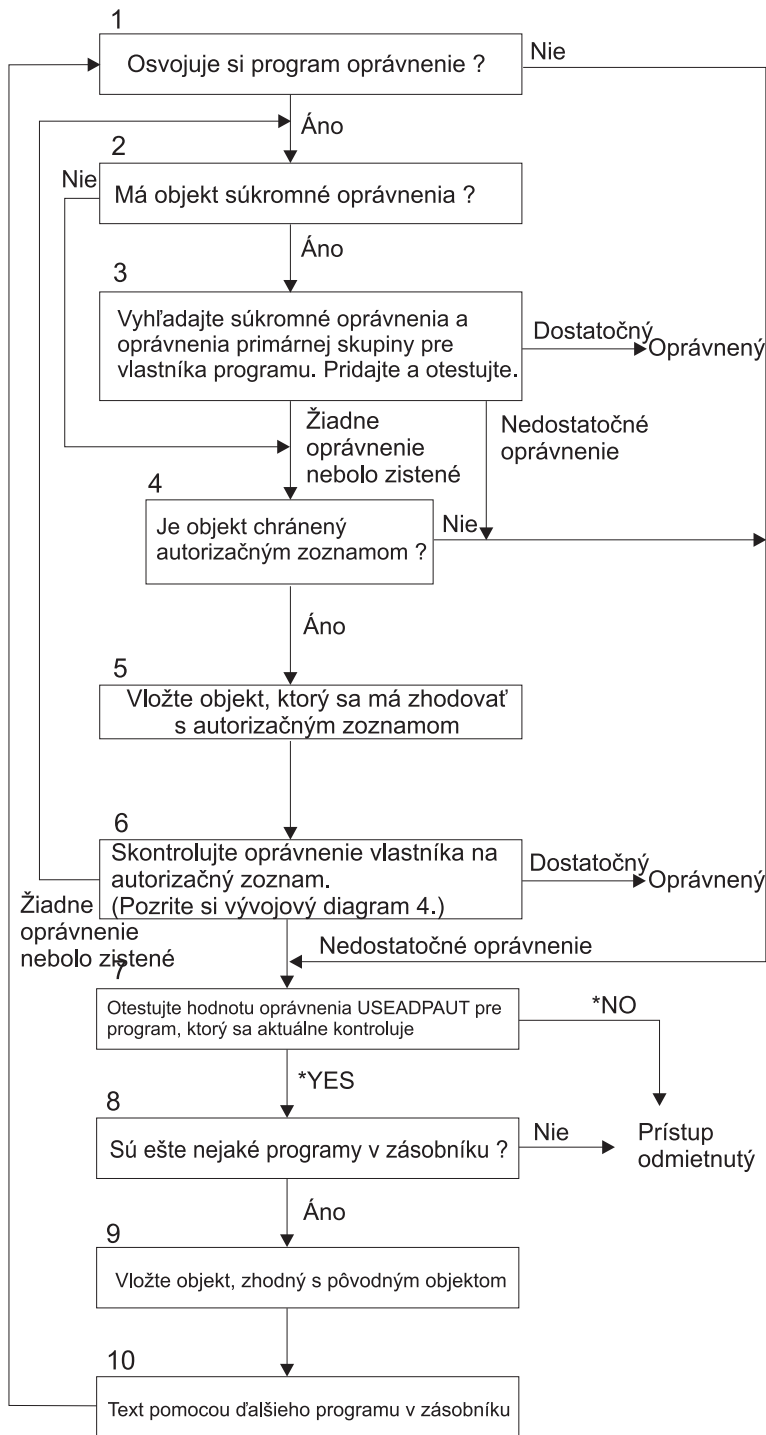 1
Osvojuje si program oprávnenie ?
Nie
Áno
2
Nie
Má objekt súkromné oprávnenia ?
Áno
3
Vyhľadajte súkromné oprávnenia a
oprávnenia primárnej skupiny pre
vlastníka programu. Pridajte a otestujte.
Dostatočný
Oprávnený
Žiadne
oprávnenie
nebolo zistené
Nedostatočné
oprávnenie
4
Je objekt chránený
autorizačným zoznamom ?
Nie
Áno
5
Vložte objekt, ktorý sa má zhodovať
s autorizačným zoznamom
6
Skontrolujte oprávnenie vlastníka na
autorizačný zoznam.
(Pozrite si vývojový diagram 4.)
Dostatočný
Oprávnený
Žiadne
oprávnenie
nebolo zistené
Nedostatočné oprávnenie
7
Otestujte hodnotu oprávnenia USEADPAUT pre
program, ktorý sa aktuálne kontroluje
*NO
*YES
8
Sú ešte nejaké programy v zásobníku ?
Nie
Prístup
odmietnutý
Áno
9
Vložte objekt, zhodný s pôvodným objektom
10
Text pomocou ďalšieho programu v zásobníku